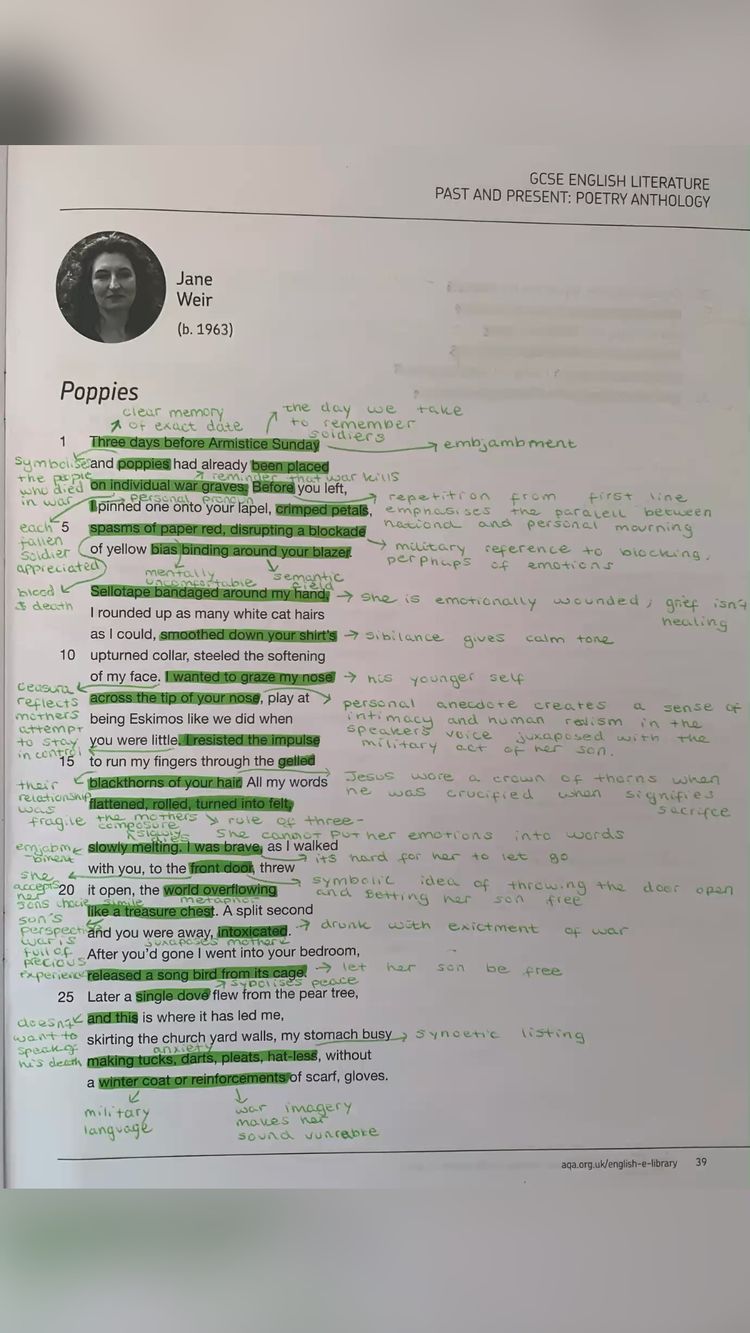 GCSE ENGLISH LITERATURE
PAST AND PRESENT: POETRY ANTHOLOGY
Jane
Weir
(b. 1963)
Poppies
clear memory
of exact date
the day we take
to remember
soldiers
1 Three days before Armistice Sunday
embjambment
symbolise
the people
who died
in war
and poppies had already been placed
reminder that war kills
on individual war graves. Before you left,
personal pronoun
I pinned one onto your lapel, crimped petals,
repetition from first line
emphasises the paralell between
national and personal mourning
each
fallen
soldier
appreciated
5 spasms of paper red, disrupting a blockade
of yellow bias binding around your blazer.
military reference to blocking.
perphaps of emotions
mentally
uncomfortable
semantic
field
blood
& death
Sellotape bandaged around my hand,
she is emotionally wounded; grief isn't
healing
I rounded up as many white cat hairs
as I could, smoothed down your shirt's
sibilance gives calm tone
10 upturned collar, steeled the softening
of my face. I wanted to graze my nose
his younger self
ceasura
reflects
mothers
attempt
to stay
in control
across the tip of your nose, play at
being Eskimos like we did when
you were little. I resisted the impulse
personal anecdote creates a sense of
intimacy and human realism in the
speakers voice juxaposed with the
military act of her son.
15 to run my fingers through the gelled
blackthorns of your hair. All my words
Jesus wore a crown of thorns when
he was crucified when signifies
sacrifce
their
relationship
was
fragile
flattened, rolled, turned into felt,
the mothers
composure
slowly
dies
rule of three-
she cannot put her emotions into words
slowly melting. I was brave, as I walked
it's hard for her to let go
with you, to the front door, threw
she
accepts
her
sons choice
20 it open, the world overflowing
symbolic idea of throwing the door open
and setting her son free
simile
metaphor
like a treasure chest. A split second
son's
perspective
war is
full of
precious
experience
and you were away, intoxicated.
drunk with exictment of war
juxaposes mother
After you'd gone I went into your bedroom,
released a song bird from its cage.
let her son be free
sybolises peace
25 Later a single dove flew from the pear tree,
and this is where it has led me,
doesn't
want to
speak of
his death
skirting the church yard walls, my stomach busy
syncetic listing
anxiety
making tucks, darts, pleats, hat-less, without
a winter coat or reinforcements of scarf, gloves.
military
language
war imagery
makes her
sound vunrable
aqa.org.uk/english-e-library 39